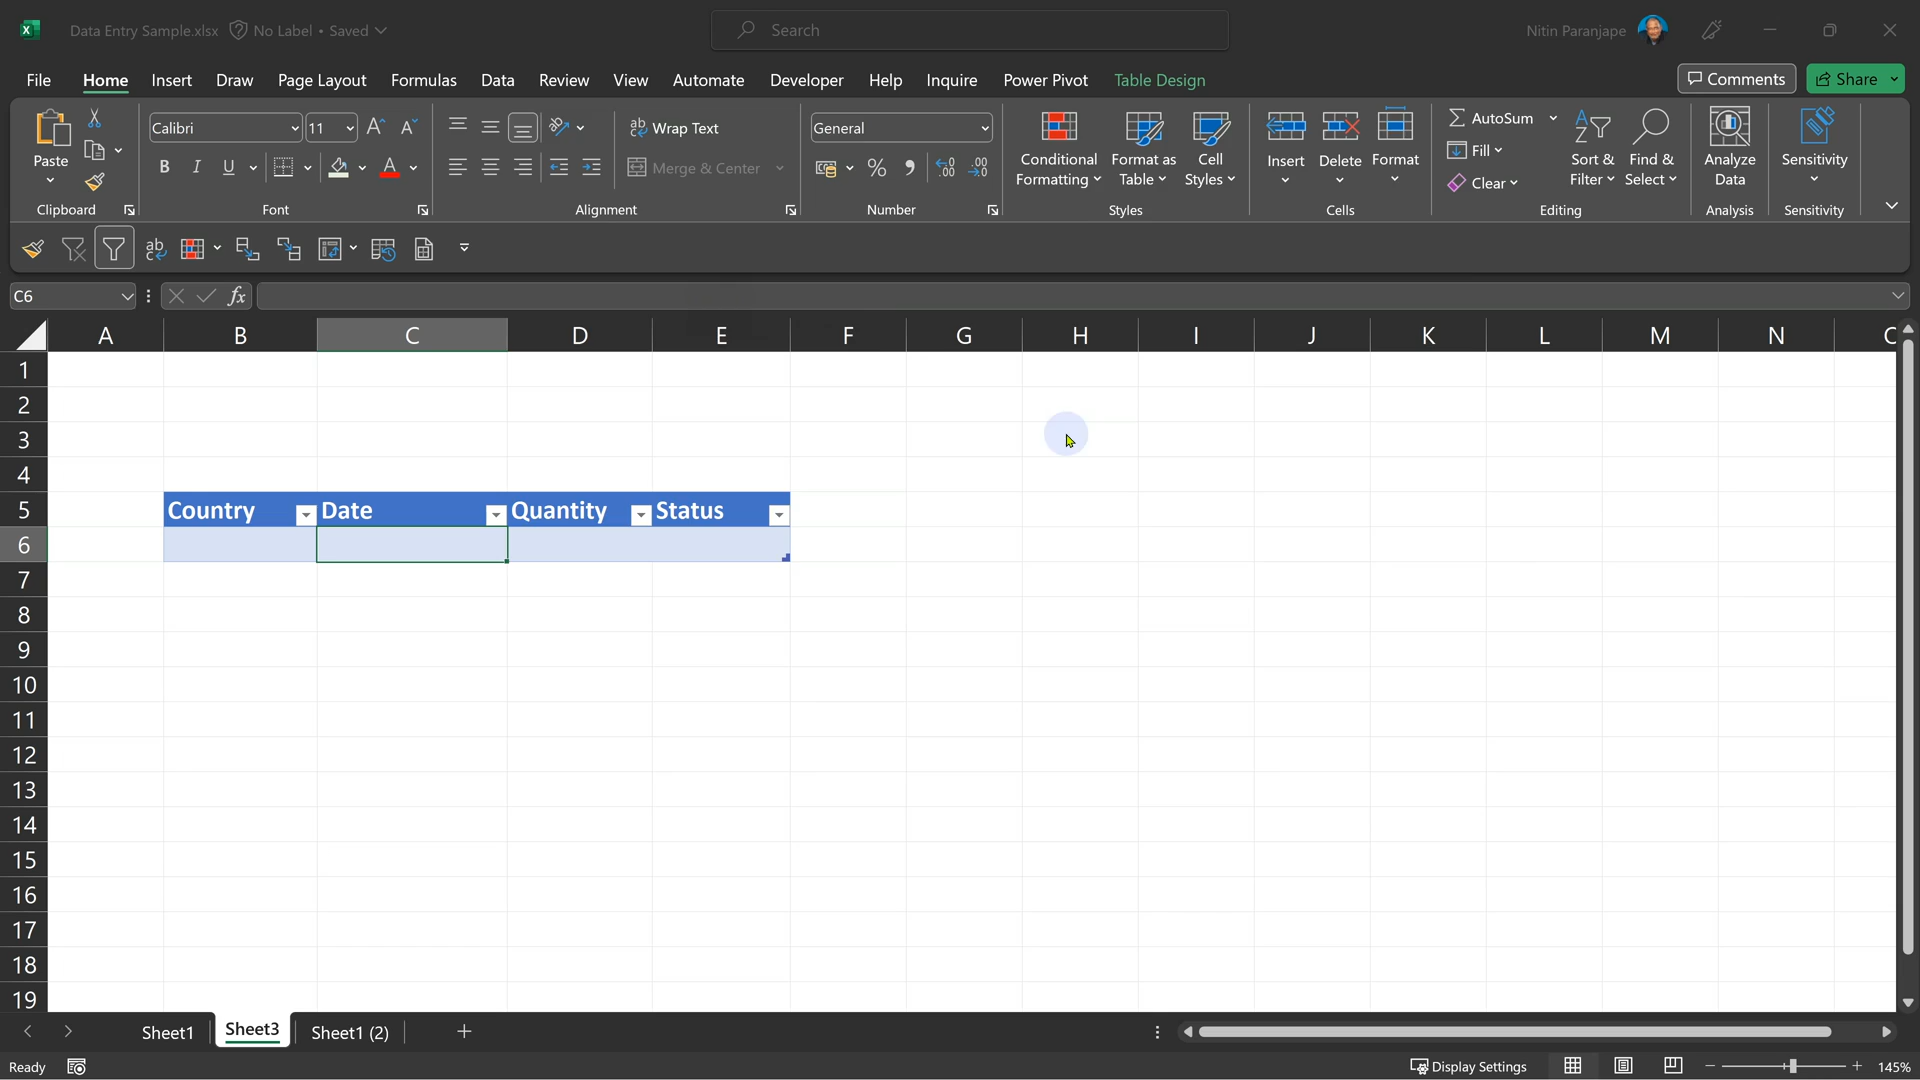 Data Entry Sample.xlsx No Label • Saved
Search
Nitin Paranjape
File Home Insert Draw Page Layout Formulas Data Review View Automate Developer Help Inquire Power Pivot Table Design
Comments Share
Paste
Clipboard
Calibri 11
B I U A
Font
ab Wrap Text
Merge & Center
Alignment
General
% 9 .00
Number
Conditional Formatting
Format as Table
Cell Styles
Styles
Insert Delete Format
Cells
AutoSum
Fill
Clear
Sort & Filter
Find & Select
Editing
Analyze Data
Analysis
Sensitivity
Sensitivity
C6 fx
A B C D E F G H I J K L M N
1
2
3
4
5 Country Date Quantity Status
6
7
8
9
10
11
12
13
14
15
16
17
18
19
Sheet1 Sheet3 Sheet1 (2)
Ready Display Settings 145%